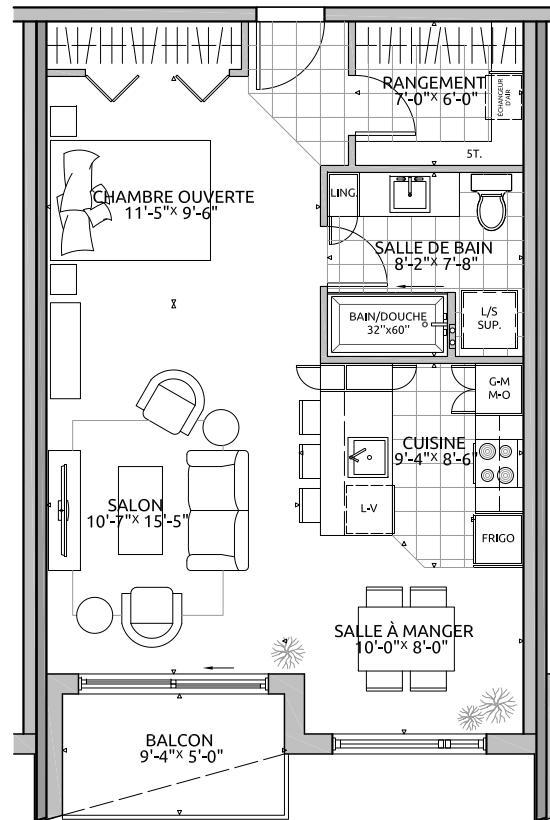 RANGEMENT
7'-0"X 6'-0"
ÉCHANGEUR
D'AIR
5T.
CHAMBRE OUVERTE
11'-5"X 9'-6"
LING.
SALLE DE BAIN
8'-2"X 7'-8"
BAIN/DOUCHE
32"x60"
L/S
SUP.
G-M
M-O
CUISINE
9'-4"X 8'-6"
SALON
10'-7"X 15'-5"
L-V
FRIGO
SALLE À MANGER
10'-0"X 8'-0"
BALCON
9'-4"X 5'-0"